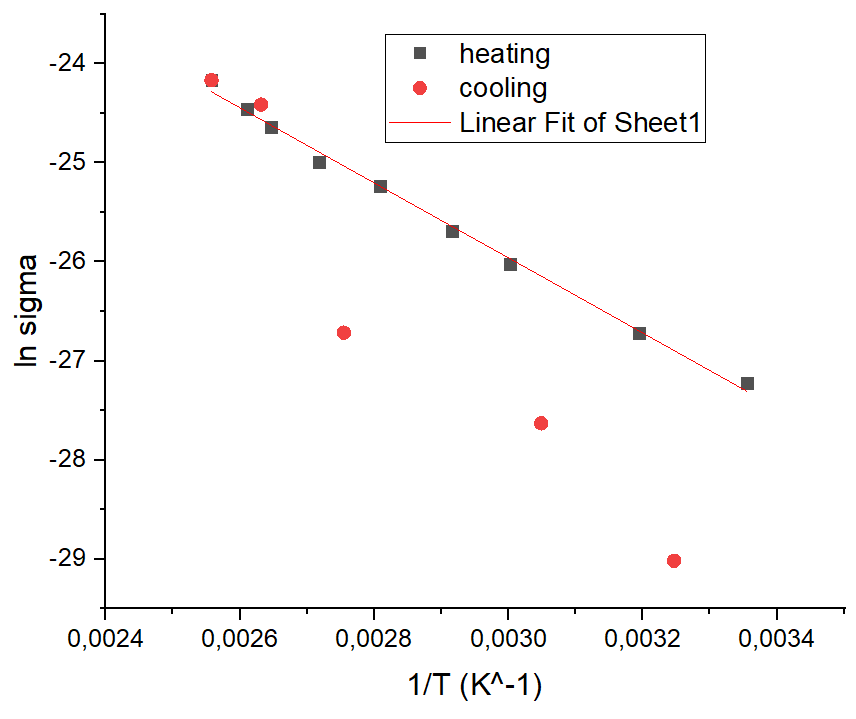 heating
cooling
Linear Fit of Sheet1
-24
-25
-26
-27
-28
-29
ln sigma
0,0024 0,0026 0,0028 0,0030 0,0032 0,0034
1/T (K^-1)